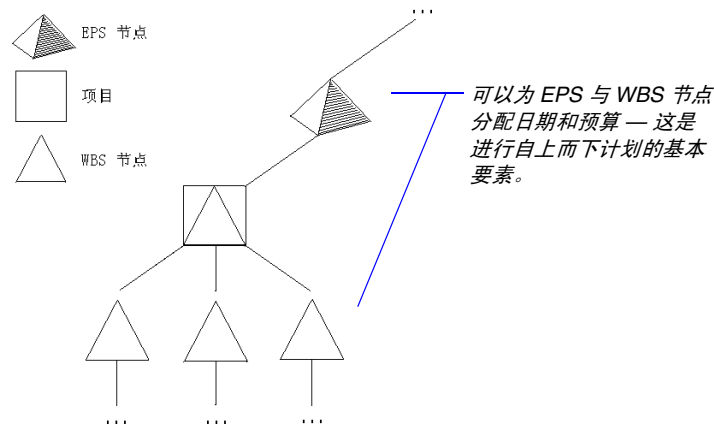 ...
EPS 节点
项目
WBS 节点
可以为 EPS 与 WBS 节点
分配日期和预算 — 这是
进行自上而下计划的基本
要素。
... ... ...